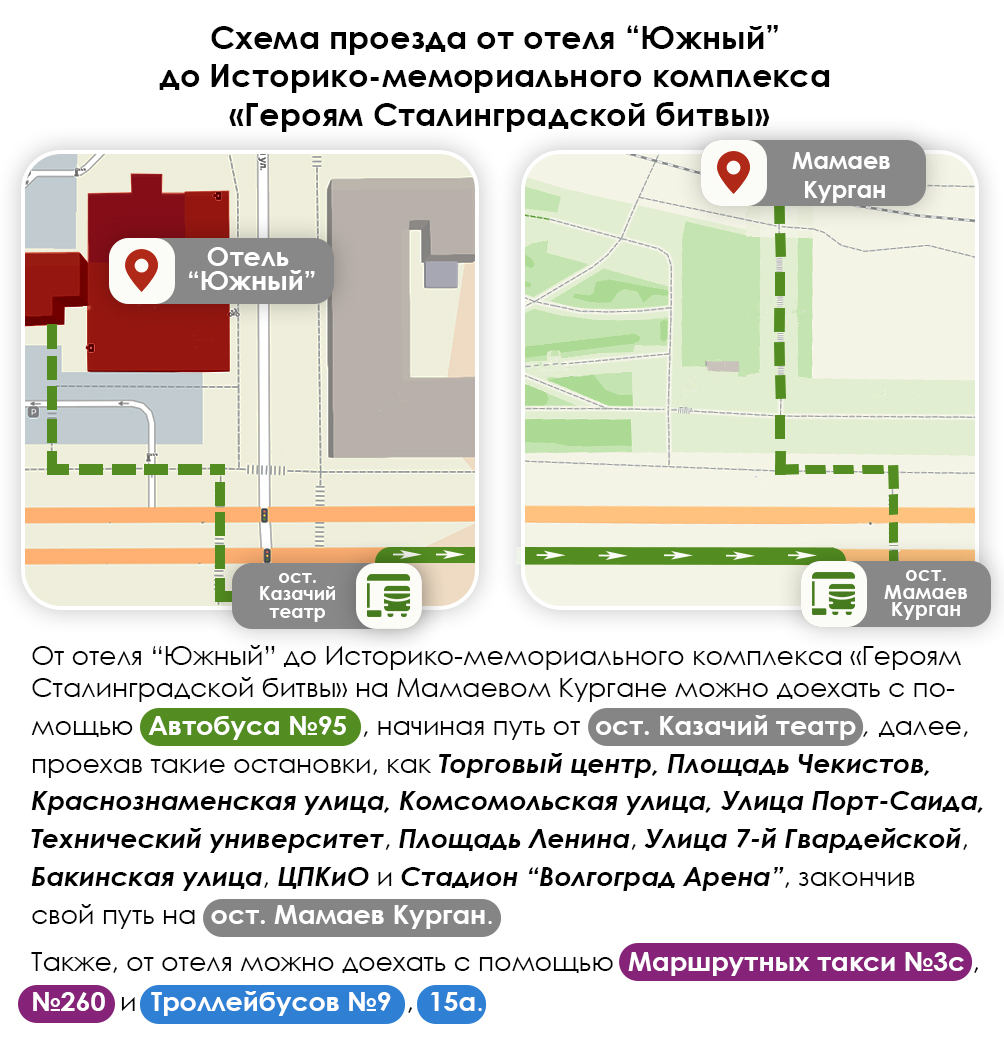 Схема проезда от отеля “Южный”
до Историко-мемориального комплекса
«Героям Сталинградской битвы»
ул.
Отель
“Южный”
P
ост.
Казачий
театр
Мамаев
Курган
ост.
Мамаев
Курган
От отеля “Южный” до Историко-мемориального комплекса «Героям
Сталинградской битвы» на Мамаевом Кургане можно доехать с по-
мощью Автобуса №95, начиная путь от ост. Казачий театр, далее,
проехав такие остановки, как Торговый центр, Площадь Чекистов,
Краснознаменская улица, Комсомольская улица, Улица Порт-Саида,
Технический университет, Площадь Ленина, Улица 7-й Гвардейской,
Бакинская улица, ЦПКиО и Стадион “Волгоград Арена”, закончив
свой путь на ост. Мамаев Курган.
Также, от отеля можно доехать с помощью Маршрутных такси №3с,
№260 и Троллейбусов №9, 15а.